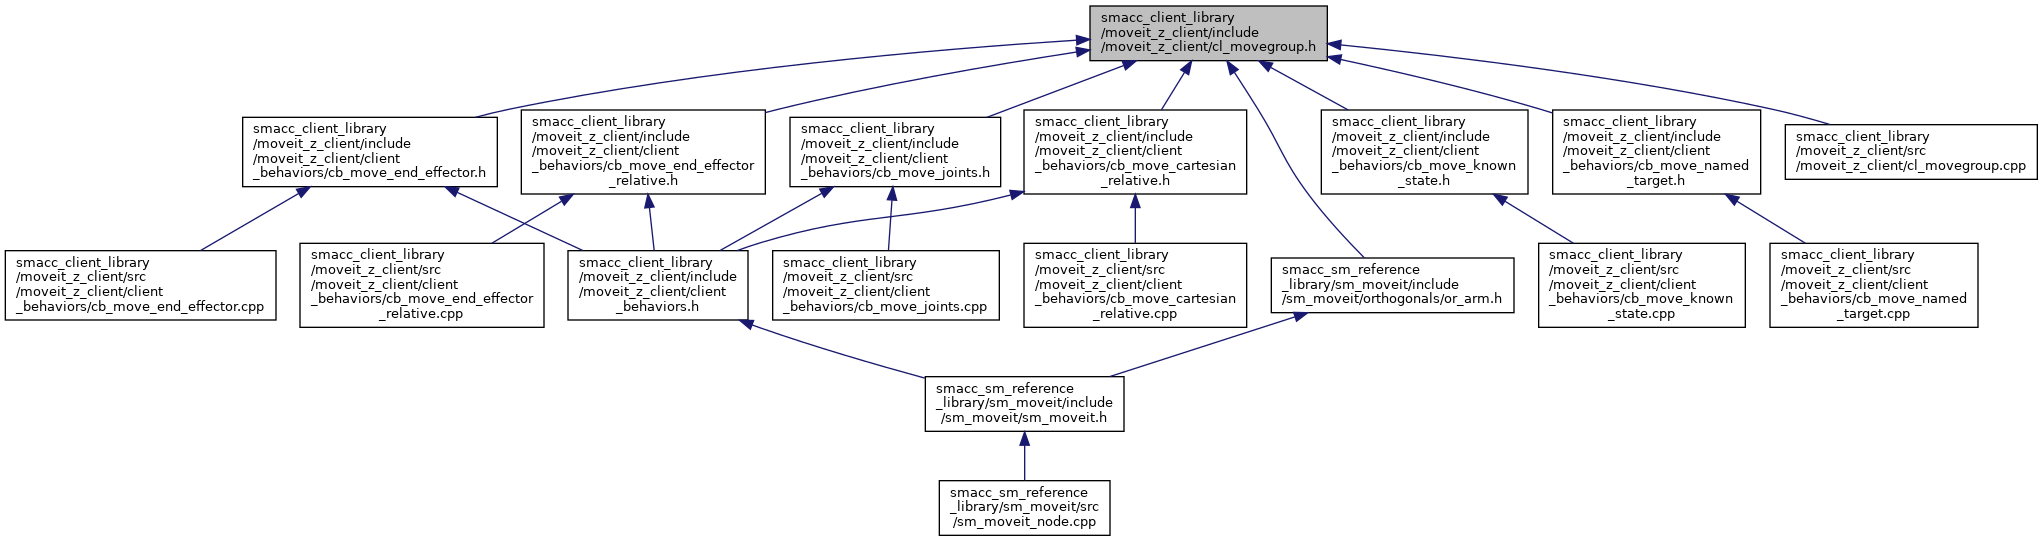 smacc_client_library
/moveit_z_client/include
/moveit_z_client/cl_movegroup.h
smacc_client_library
/moveit_z_client/include
/moveit_z_client/client
_behaviors/cb_move_end_effector.h
smacc_client_library
/moveit_z_client/include
/moveit_z_client/client
_behaviors/cb_move_end_effector
_relative.h
smacc_client_library
/moveit_z_client/include
/moveit_z_client/client
_behaviors/cb_move_joints.h
smacc_client_library
/moveit_z_client/include
/moveit_z_client/client
_behaviors/cb_move_cartesian
_relative.h
smacc_client_library
/moveit_z_client/include
/moveit_z_client/client
_behaviors/cb_move_known
_state.h
smacc_client_library
/moveit_z_client/include
/moveit_z_client/client
_behaviors/cb_move_named
_target.h
smacc_client_library
/moveit_z_client/src
/moveit_z_client/cl_movegroup.cpp
smacc_client_library
/moveit_z_client/src
/moveit_z_client/client
_behaviors/cb_move_end_effector.cpp
smacc_client_library
/moveit_z_client/src
/moveit_z_client/client
_behaviors/cb_move_end_effector
_relative.cpp
smacc_client_library
/moveit_z_client/include
/moveit_z_client/client
_behaviors.h
smacc_client_library
/moveit_z_client/src
/moveit_z_client/client
_behaviors/cb_move_joints.cpp
smacc_client_library
/moveit_z_client/src
/moveit_z_client/client
_behaviors/cb_move_cartesian
_relative.cpp
smacc_sm_reference
_library/sm_moveit/include
/sm_moveit/orthogonals/or_arm.h
smacc_client_library
/moveit_z_client/src
/moveit_z_client/client
_behaviors/cb_move_known
_state.cpp
smacc_client_library
/moveit_z_client/src
/moveit_z_client/client
_behaviors/cb_move_named
_target.cpp
smacc_sm_reference
_library/sm_moveit/include
/sm_moveit/sm_moveit.h
smacc_sm_reference
_library/sm_moveit/src
/sm_moveit_node.cpp